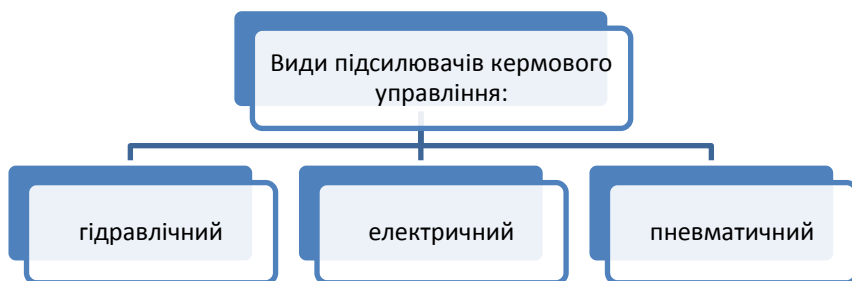 Види підсилювачів кермового
управління:
гідравлічний
електричний
пневматичний